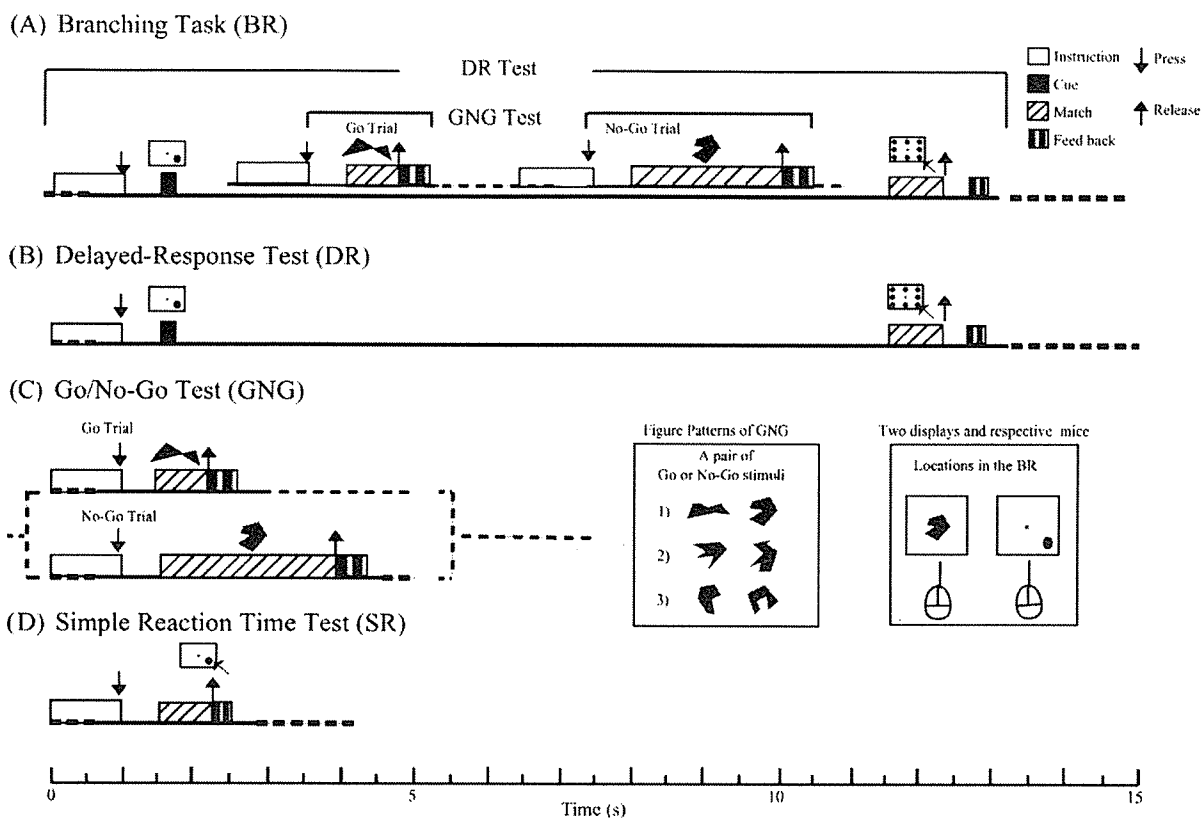 (A) Branching Task (BR)
DR Test
GNG Test
Go Trial
No-Go Trial
Instruction
Press
Cue
Match
Release
Feed back
(B) Delayed-Response Test (DR)
(C) Go/No-Go Test (GNG)
Go Trial
No-Go Trial
Figure Patterns of GNG
A pair of
Go or No-Go stimuli
1)
2)
3)
Two displays and respective mice
Locations in the BR
(D) Simple Reaction Time Test (SR)
0 5 10 15
Time (s)